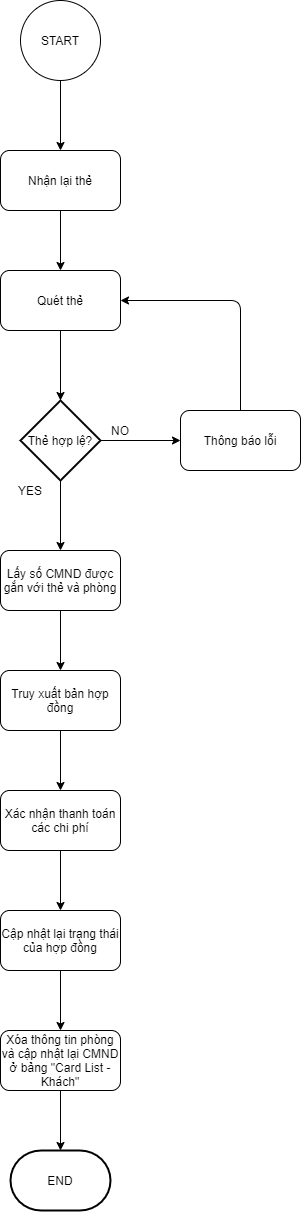 START
Nhận lại thẻ
Quét thẻ
Thẻ hợp lệ?
NO
Thông báo lỗi
YES
Lấy số CMND được
gắn với thẻ và phòng
Truy xuất bản hợp
đồng
Xác nhận thanh toán
các chi phí
Cập nhật lại trạng thái
của hợp đồng
Xóa thông tin phòng
và cập nhật lại CMND
ở bảng "Card List -
Khách"
END